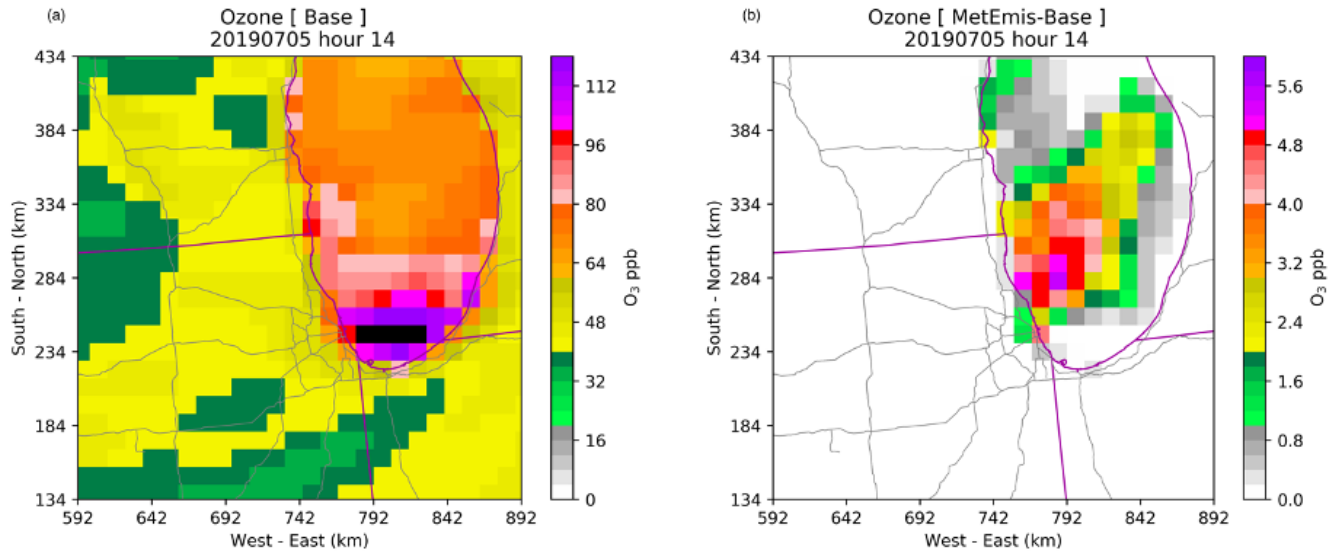 (a)
Ozone [ Base ]
20190705 hour 14
434
384
334
284
234
184
134
South - North (km)
592 642 692 742 792 842 892
West - East (km)
112
96
80
64
48
32
16
0
O₃ ppb
(b)
Ozone [ MetEmis-Base ]
20190705 hour 14
434
384
334
284
234
184
134
South - North (km)
592 642 692 742 792 842 892
West - East (km)
5.6
4.8
4.0
3.2
2.4
1.6
0.8
0.0
O₃ ppb